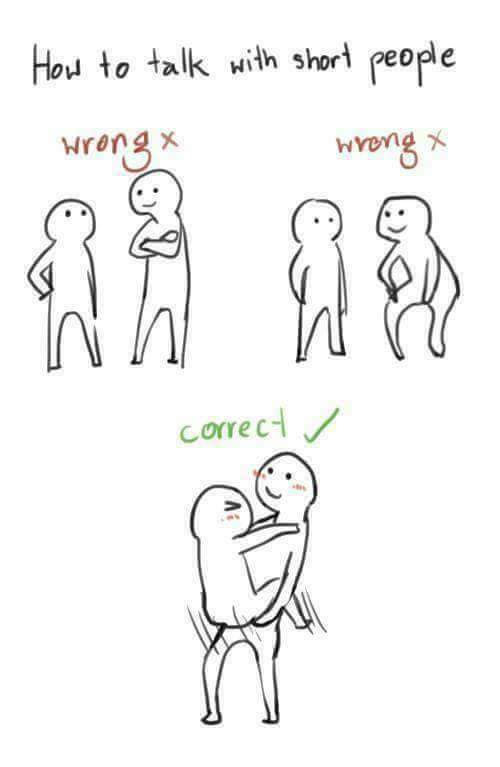 How to talk with short people
wrong x
wrong x
correct ✓